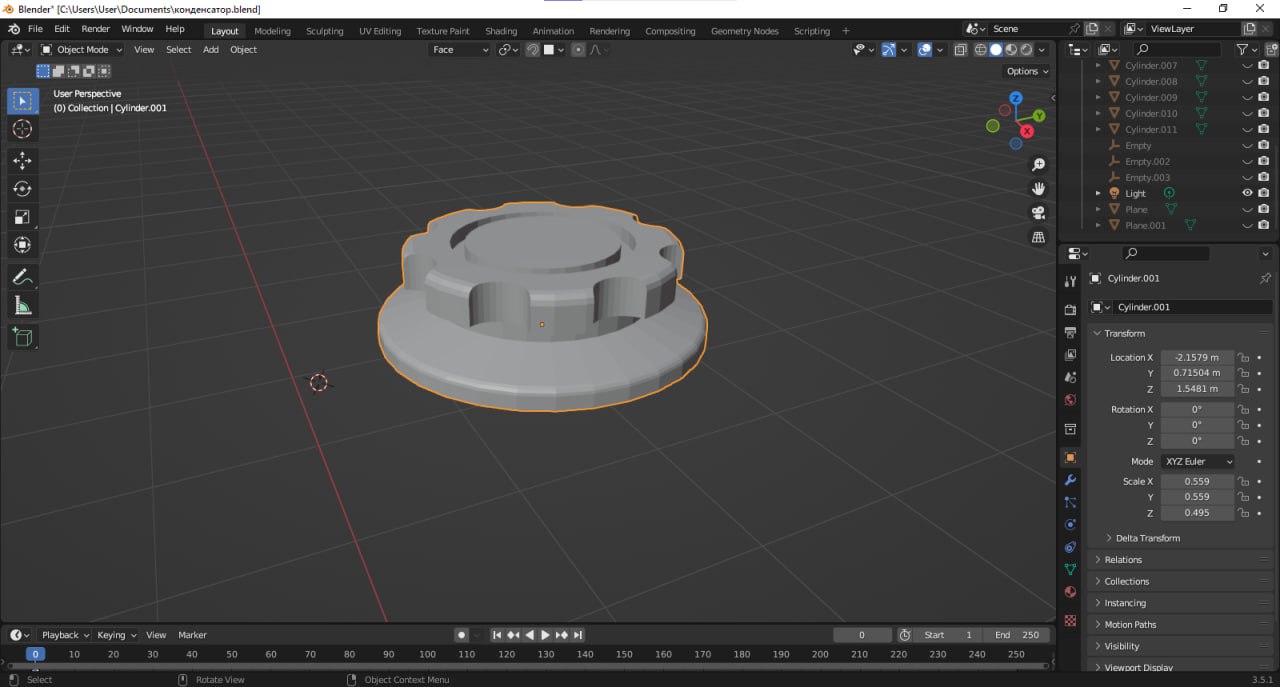 Blender* [C:\Users\User\Documents\конденсатор.blend]
File Edit Render Window Help Layout Modeling Sculpting UV Editing Texture Paint Shading Animation Rendering Compositing Geometry Nodes Scripting + Scene ViewLayer
Object Mode View Select Add Object Face
Options
User Perspective
(0) Collection | Cylinder.001
Z
Y
X
Cylinder.007
Cylinder.008
Cylinder.009
Cylinder.010
Cylinder.011
Empty
Empty.002
Empty.003
Light
Plane
Plane.001
Cylinder.001
Cylinder.001
Transform
Location X -2.1579 m
Y 0.71504 m
Z 1.5481 m
Rotation X 0°
Y 0°
Z 0°
Mode XYZ Euler
Scale X 0.559
Y 0.559
Z 0.495
Delta Transform
Relations
Collections
Instancing
Motion Paths
Visibility
Viewport Display
Playback Keying View Marker 0 Start 1 End 250
0 10 20 30 40 50 60 70 80 90 100 110 120 130 140 150 160 170 180 190 200 210 220 230 240 250
Select Rotate View Object Context Menu 3.5.1